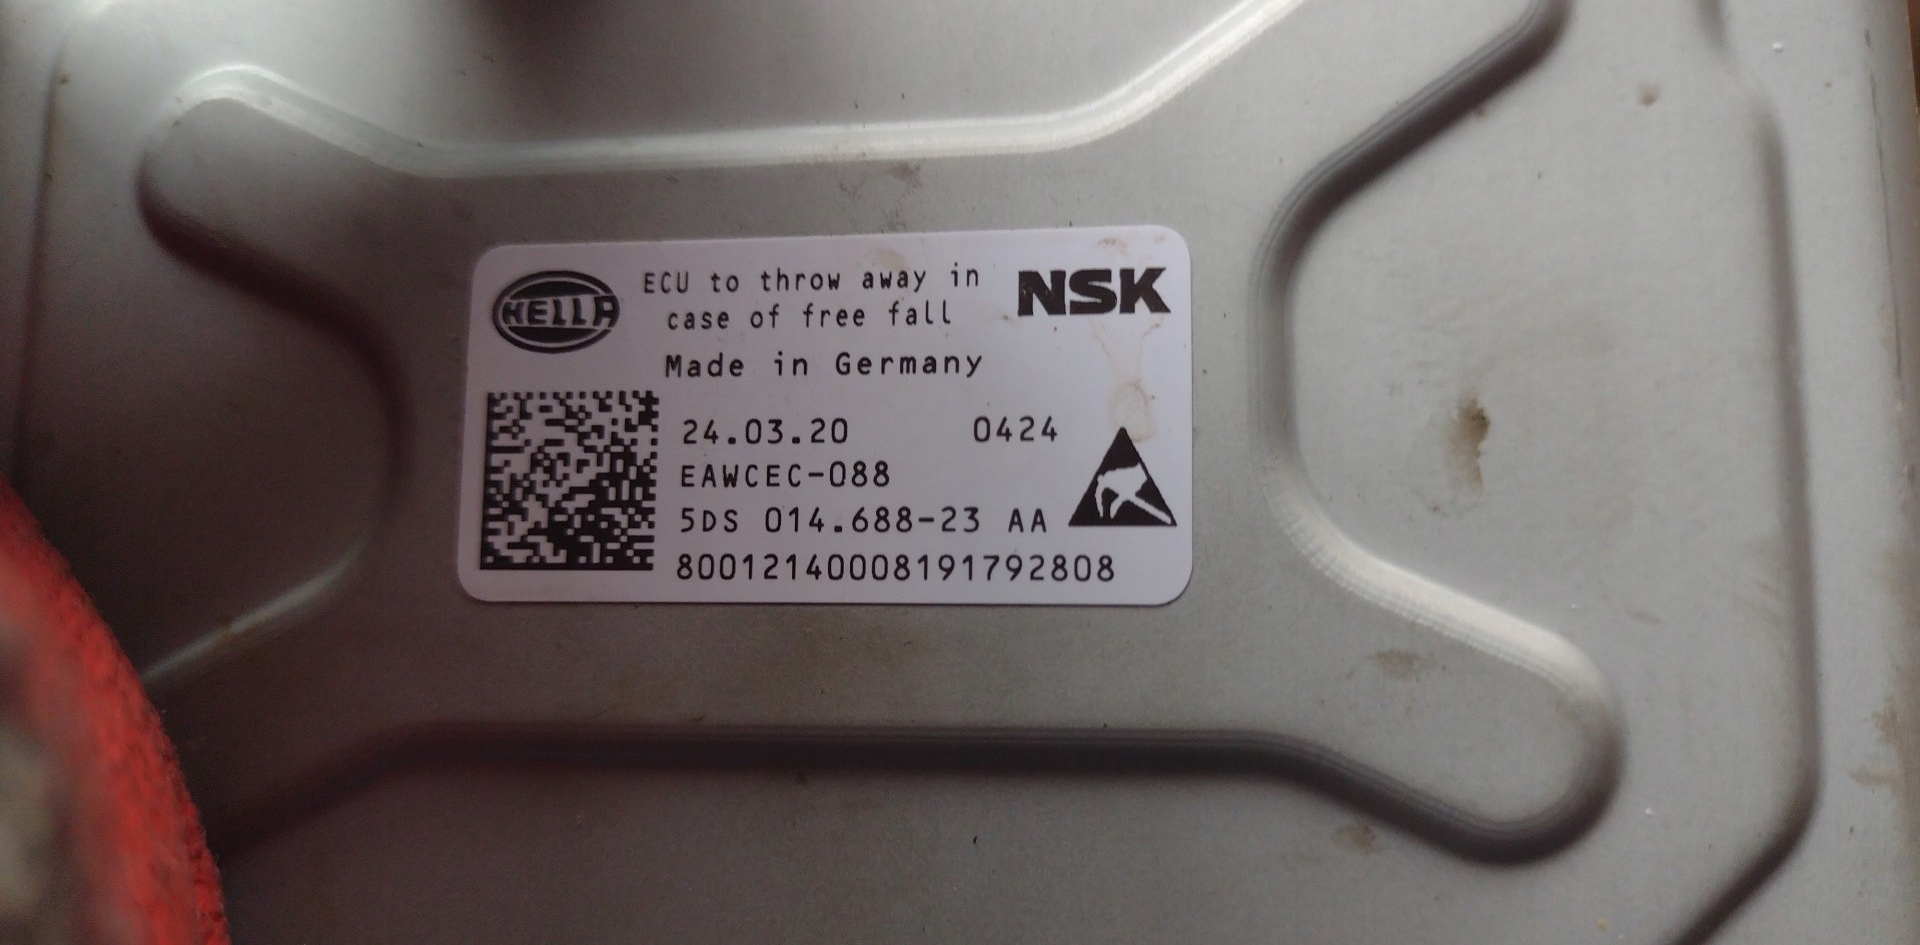 HELLA
ECU to throw away in
case of free fall
NSK
Made in Germany
24.03.20 0424
EAWCEC-088
5DS 014.688-23 AA
80012140008191792808